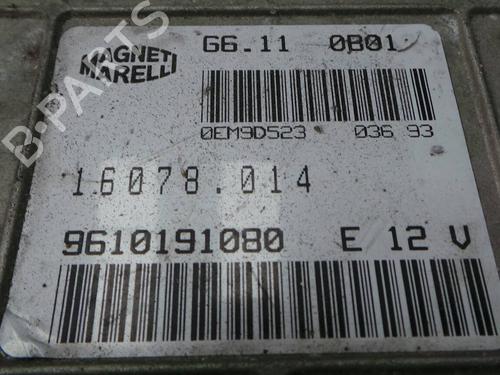 B-PARTS
MAGNETI
MARELLI
G6.11 0B01
0EM9D523 036 93
16078.014
9610191080 E 12 V